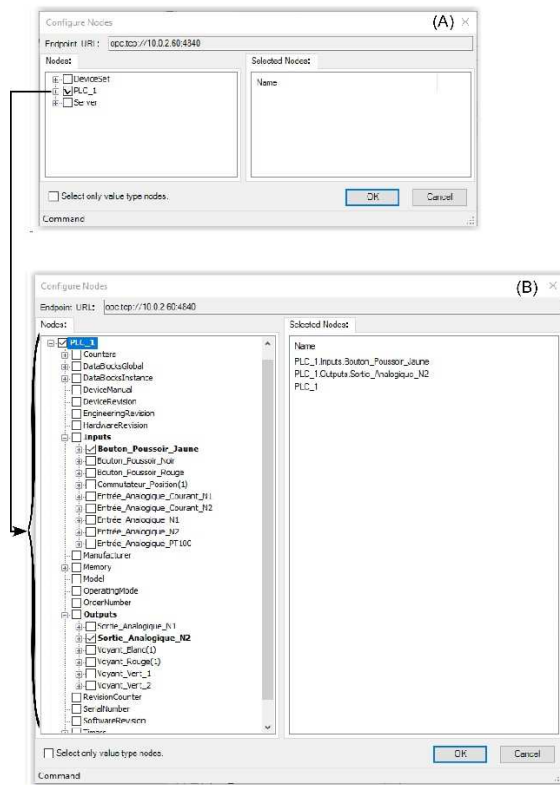 Configure Nodes
(A)
Endpoint URL: opc.tcp://10.0.2.60:4840
Nodes:
Selected Nodes:
DeviceSet
PLC_1
Server
Name
Select only value type nodes.
OK
Cancel
Command
Configure Nodes
(B)
Endpoint URL: opc.tcp://10.0.2.60:4840
Nodes:
Selected Nodes:
PLC_1
Counters
DataBlocksGlobal
DataBlocksInstance
DeviceManual
DeviceRevision
EngineeringRevision
HardwareRevision
Inputs
Bouton_Poussoir_Jaune
Bouton_Poussoir_Noir
Bouton_Poussoir_Rouge
Commutateur_Position(1)
Entrée_Analogique_Courant_N1
Entrée_Analogique_Courant_N2
Entrée_Analogique_N1
Entrée_Analogique_N2
Entrée_Analogique_PT100
Manufacturer
Memory
Model
OperatingMode
OrderNumber
Outputs
Sortie_Analogique_N1
Sortie_Analogique_N2
Voyant_Blanc(1)
Voyant_Rouge(1)
Voyant_Vert_1
Voyant_Vert_2
RevisionCounter
SerialNumber
SoftwareRevision
Timers
Name
PLC_1.Inputs.Bouton_Poussoir_Jaune
PLC_1.Outputs.Sortie_Analogique_N2
PLC_1
Select only value type nodes.
OK
Cancel
Command